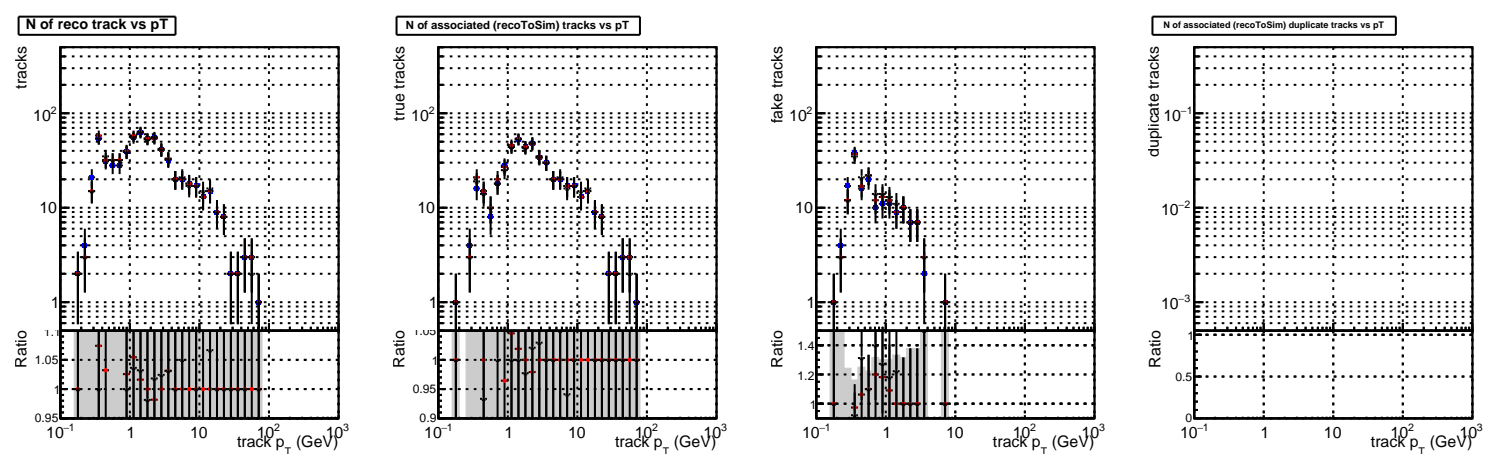 N of reco track vs pT
tracks
10²
10
1
Ratio
1.1
1.05
1
0.95
10⁻¹ 1 10 10² 10³
track p_T (GeV)
N of associated (recoToSim) tracks vs pT
true tracks
10²
10
1
Ratio
1.05
1
0.95
0.9
10⁻¹ 1 10 10² 10³
track p_T (GeV)
fake tracks
10²
10
1
Ratio
1.4
1.2
1
10⁻¹ 1 10 10² 10³
track p_T (GeV)
N of associated (recoToSim) duplicate tracks vs pT
duplicate tracks
10⁻¹
10⁻²
10⁻³
Ratio
1
0.5
0
10⁻¹ 1 10 10² 10³
track p_T (GeV)